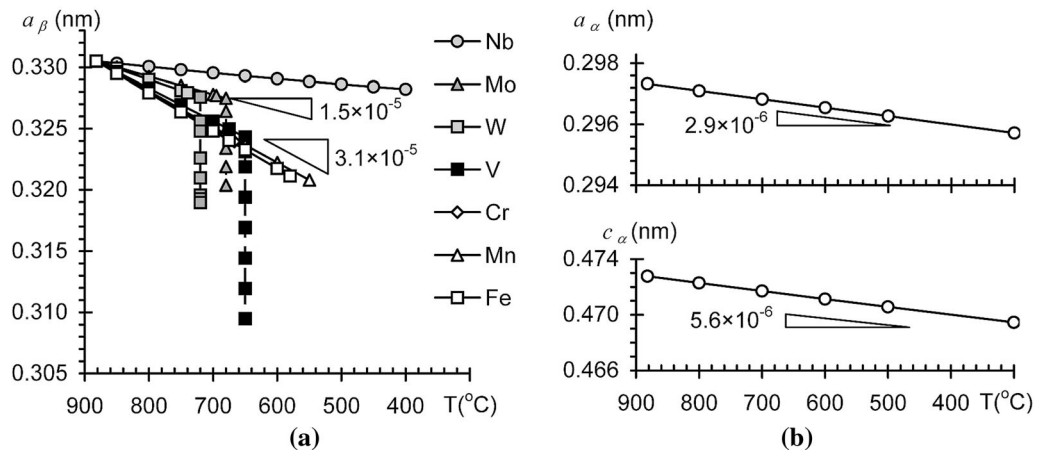 a β (nm)
0.330
0.325
0.320
0.315
0.310
0.305
900 800 700 600 500 400 T(°C)
1.5×10⁻⁵
3.1×10⁻⁵
Nb
Mo
W
V
Cr
Mn
Fe
(a)
a α (nm)
0.298
0.296
0.294
2.9×10⁻⁶
c α (nm)
0.474
0.470
0.466
5.6×10⁻⁶
900 800 700 600 500 T(°C) 400
(b)